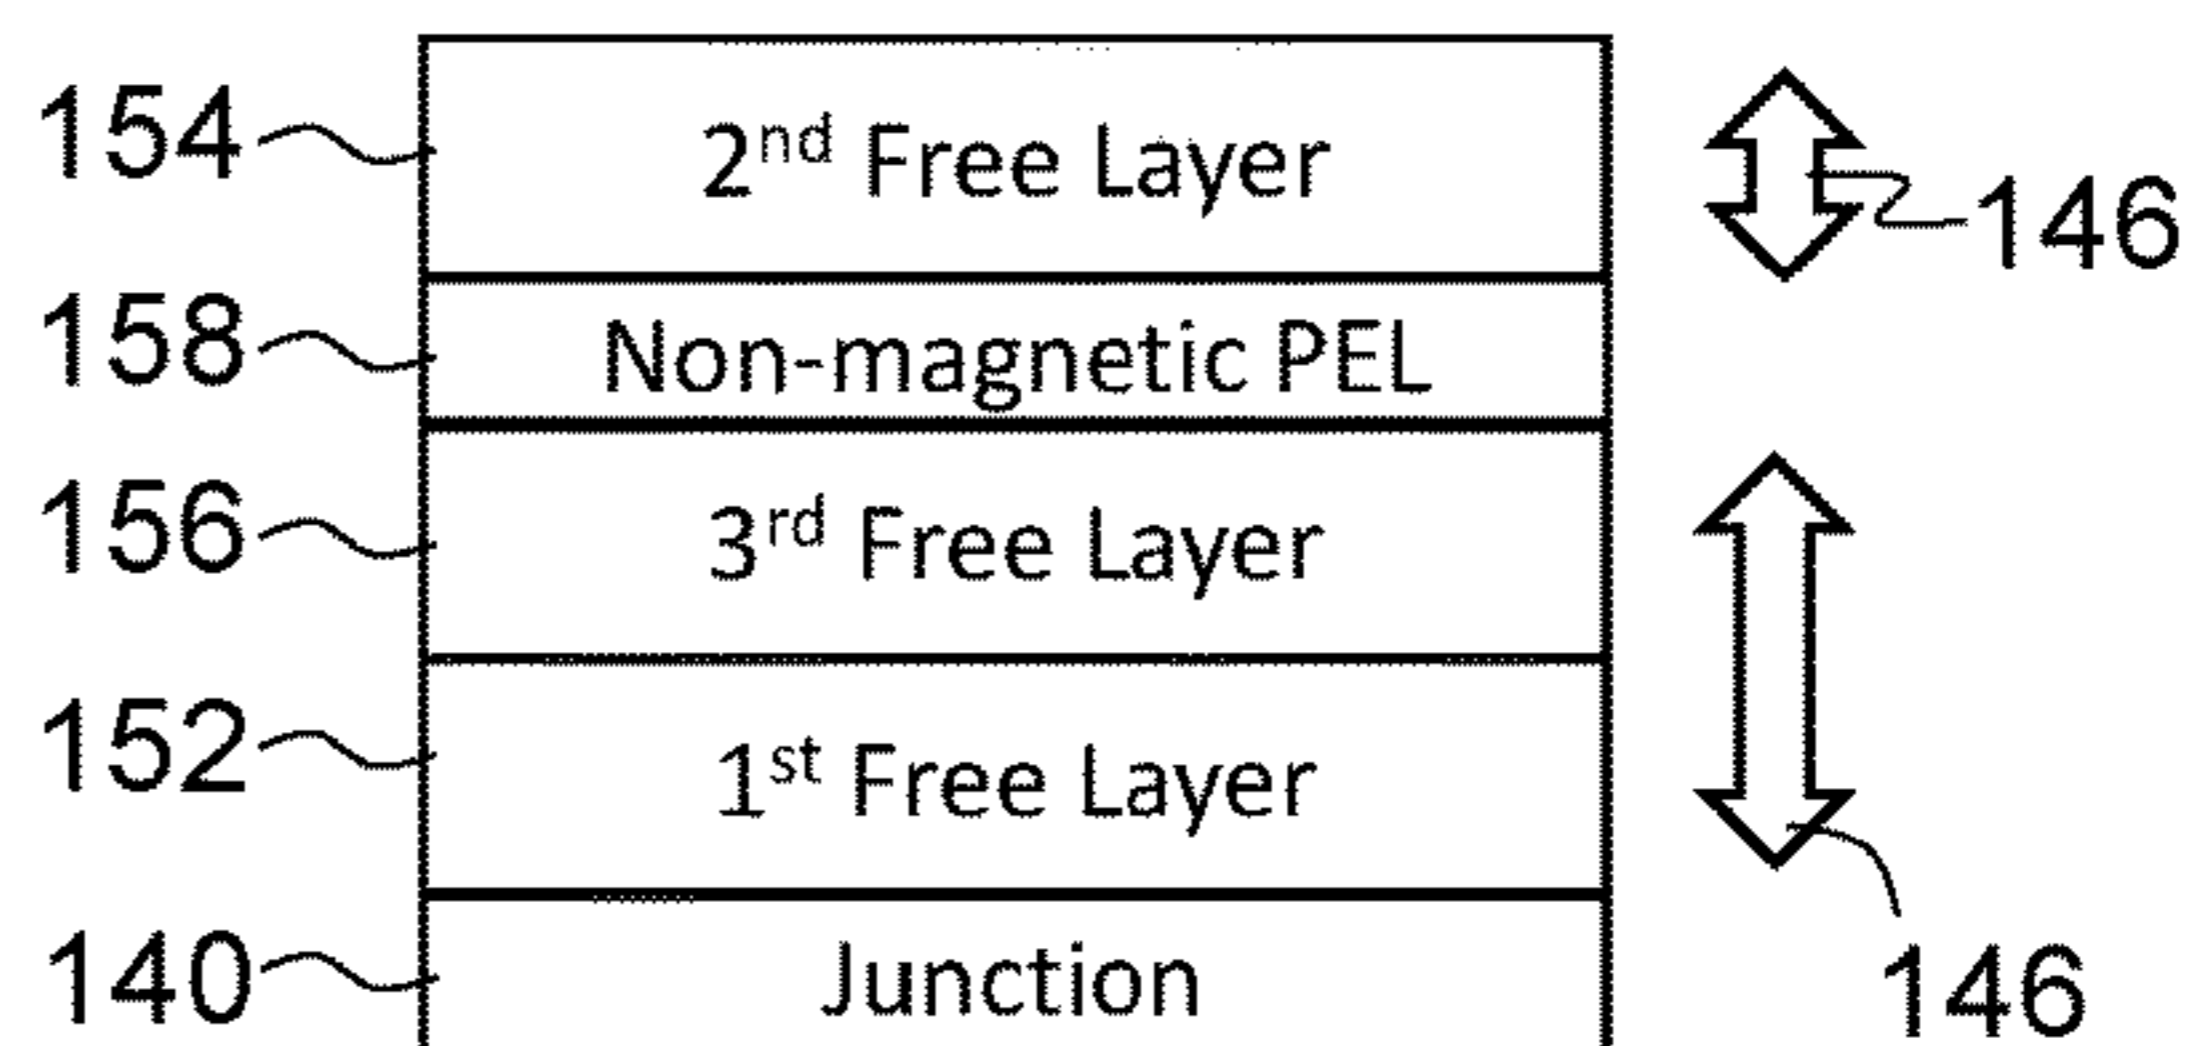 154 2nd Free Layer 146
158 Non-magnetic PEL
156 3rd Free Layer
152 1st Free Layer
140 Junction 146